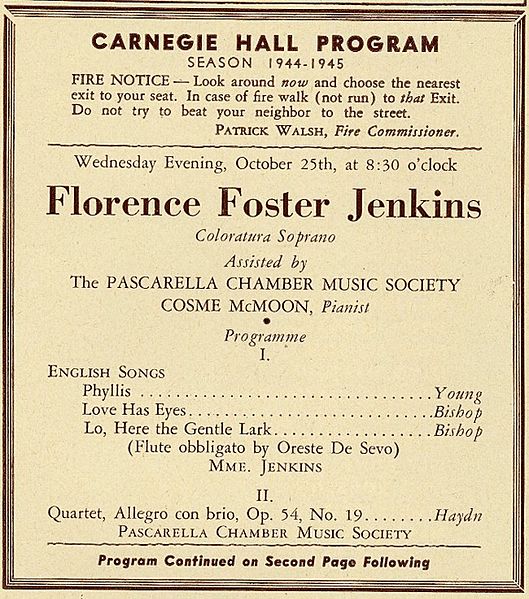 CARNEGIE HALL PROGRAM
SEASON 1944-1945
FIRE NOTICE — Look around now and choose the nearest
exit to your seat. In case of fire walk (not run) to that Exit.
Do not try to beat your neighbor to the street.
PATRICK WALSH, Fire Commissioner.
Wednesday Evening, October 25th, at 8:30 o'clock
Florence Foster Jenkins
Coloratura Soprano
Assisted by
The PASCARELLA CHAMBER MUSIC SOCIETY
COSME McMOON, Pianist
•
Programme
I.
ENGLISH SONGS
Phyllis . . . . . . . . . . . . . . . . . . . . . . . . . . . . . . Young
Love Has Eyes. . . . . . . . . . . . . . . . . . . . . . . . Bishop
Lo, Here the Gentle Lark. . . . . . . . . . . . . . . . . Bishop
(Flute obbligato by Oreste De Sevo)
MME. JENKINS
II.
Quartet, Allegro con brio, Op. 54, No. 19. . . . . . . . Haydn
PASCARELLA CHAMBER MUSIC SOCIETY
Program Continued on Second Page Following